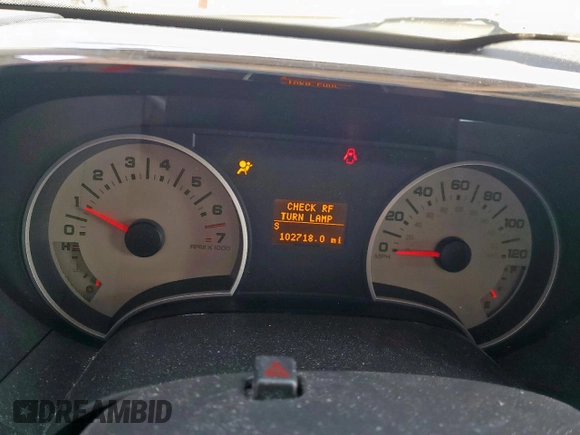 0 1 2 3 4 5 6 7
RPM x 1000
H
CHECK RF
TURN LAMP
S
102718.0 mi
0 20 40 60 80 100 120
MPH
DREAMBID